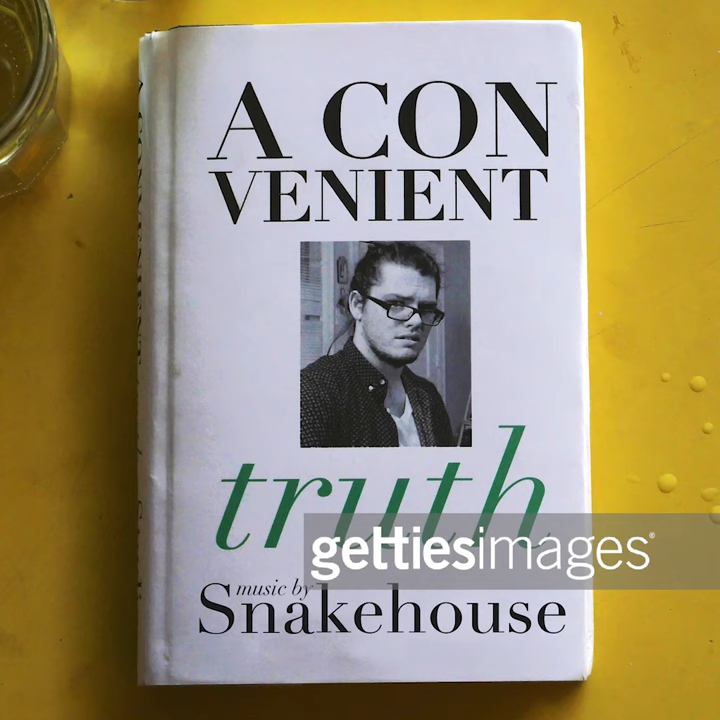 A CON
VENIENT
truth
gettiesimages®
music by
Snakehouse